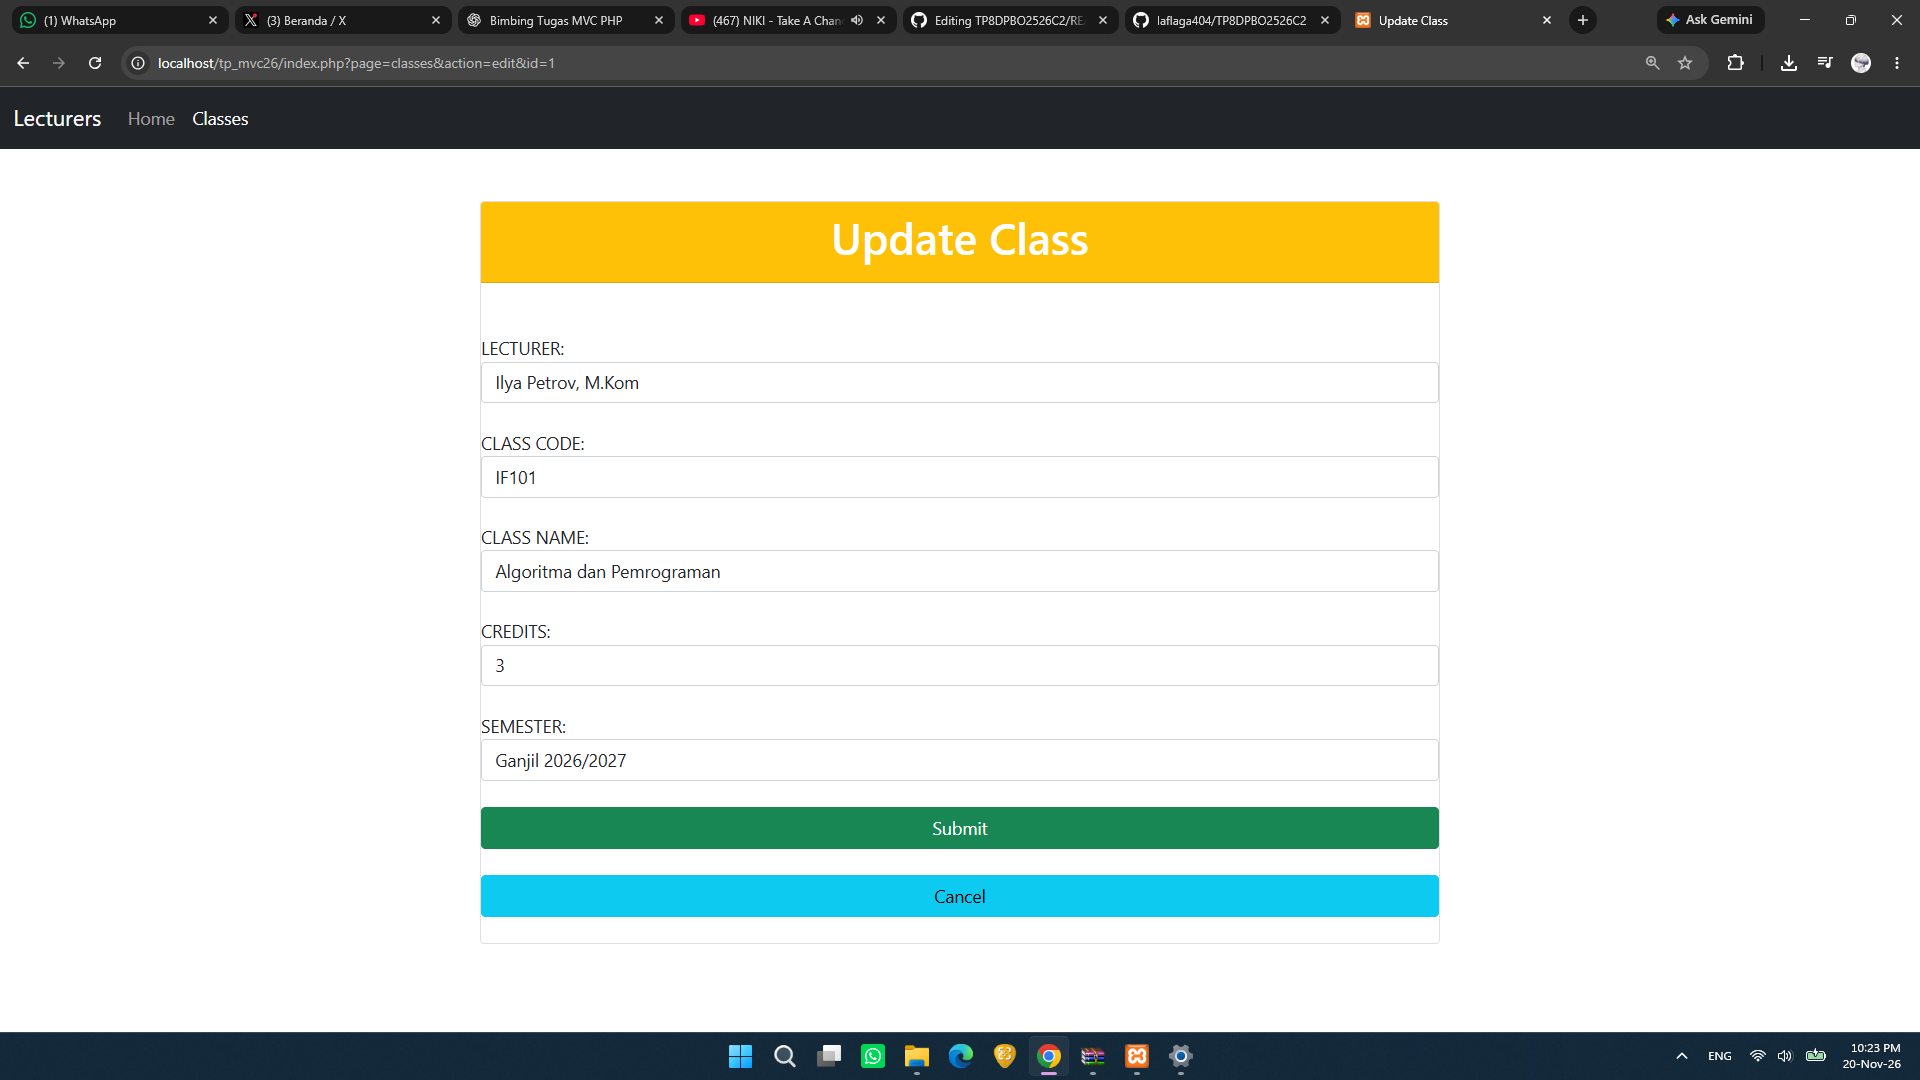 (1) WhatsApp
(3) Beranda / X
Bimbing Tugas MVC PHP
(467) NIKI - Take A Chan
Editing TP8DPBO2526C2/REA
laflaga404/TP8DPBO2526C2
Update Class
Ask Gemini
localhost/tp_mvc26/index.php?page=classes&action=edit&id=1
Lecturers Home Classes
Update Class
LECTURER:
Ilya Petrov, M.Kom
CLASS CODE:
IF101
CLASS NAME:
Algoritma dan Pemrograman
CREDITS:
3
SEMESTER:
Ganjil 2026/2027
Submit
Cancel
ENG
10:23 PM
20-Nov-26